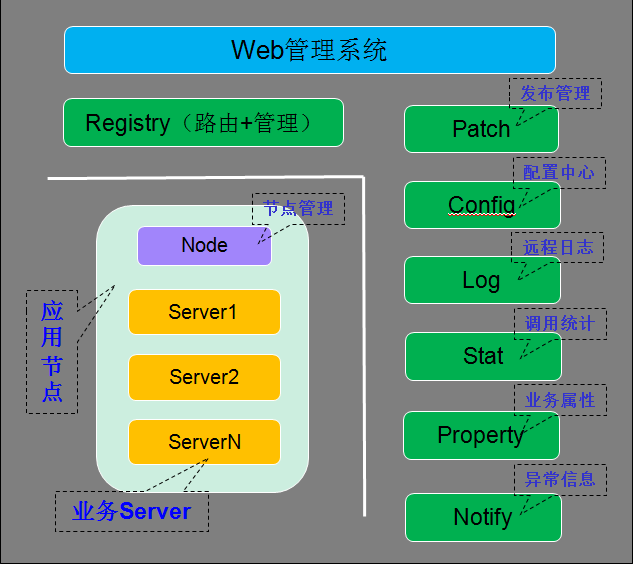 Web管理系统
Registry（路由+管理）
发布管理
Patch
配置中心
Config
远程日志
Log
调用统计
Stat
业务属性
Property
异常信息
Notify
节点管理
Node
Server1
Server2
ServerN
应用节点
业务Server